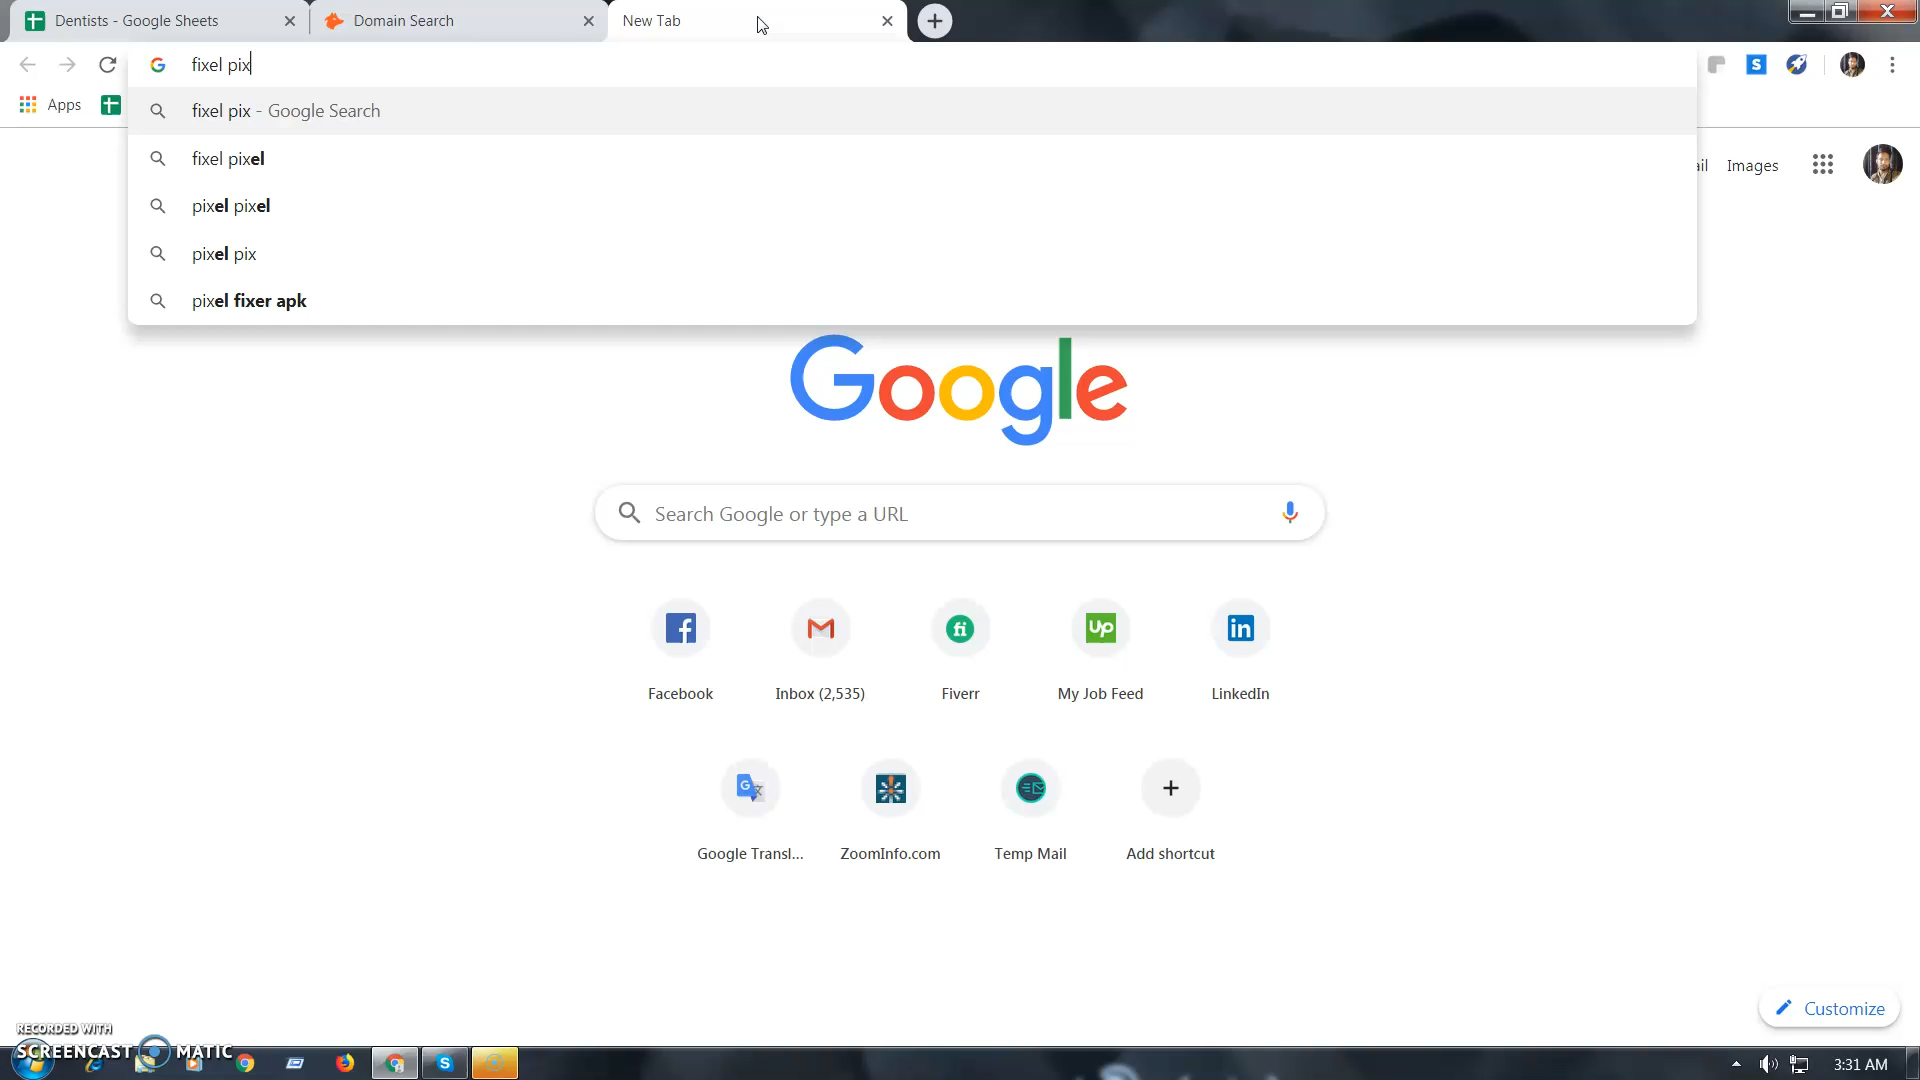 Dentists - Google Sheets
Domain Search
New Tab
fixel pix
Apps
fixel pix - Google Search
fixel pixel
pixel pixel
pixel pix
pixel fixer apk
ail
Images
Google
Search Google or type a URL
Facebook
Inbox (2,535)
Fiverr
My Job Feed
LinkedIn
Google Transl...
ZoomInfo.com
Temp Mail
Add shortcut
Customize
RECORDED WITH
SCREENCAST MATIC
3:31 AM